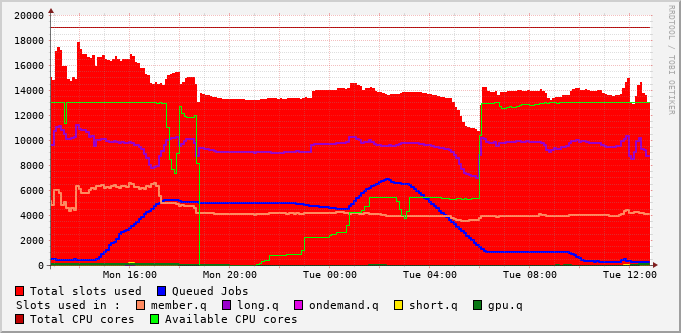 RRDTOOL / TOBI OETIKER
20000
18000
16000
14000
12000
10000
8000
6000
4000
2000
0
Mon 16:00 Mon 20:00 Tue 00:00 Tue 04:00 Tue 08:00 Tue 12:00
Total slots used Queued Jobs
Slots used in : member.q long.q ondemand.q short.q gpu.q
Total CPU cores Available CPU cores